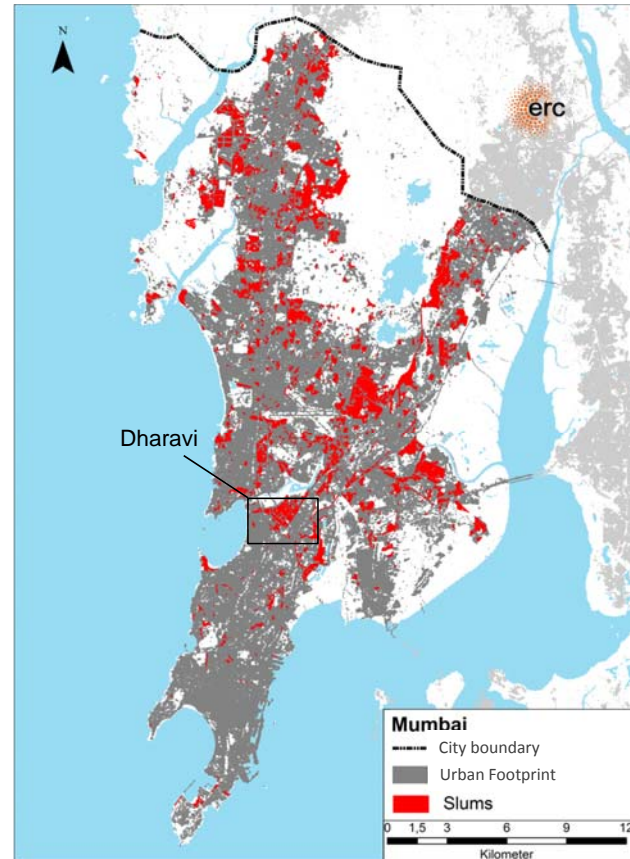 N
erc
Dharavi
Mumbai
City boundary
Urban Footprint
Slums
0 1,5 3 6 9 12
Kilometer